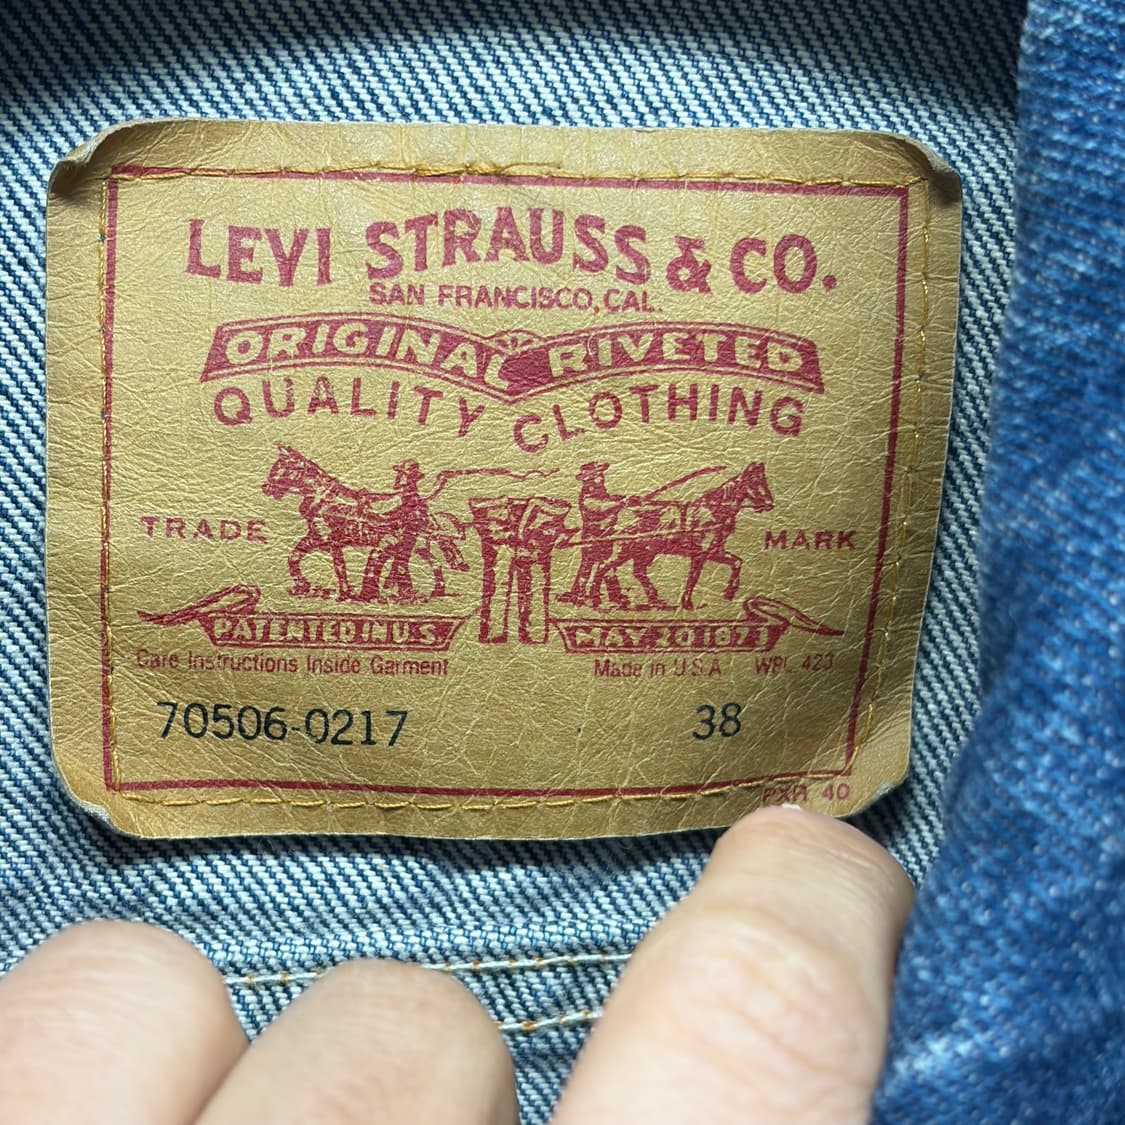 LEVI STRAUSS & CO.
SAN FRANCISCO, CAL.
ORIGINAL RIVETED
QUALITY CLOTHING
TRADE MARK
PATENTED IN U.S. MAY 20 1873
Care Instructions Inside Garment Made in U.S.A WPL 423
70506-0217 38
40